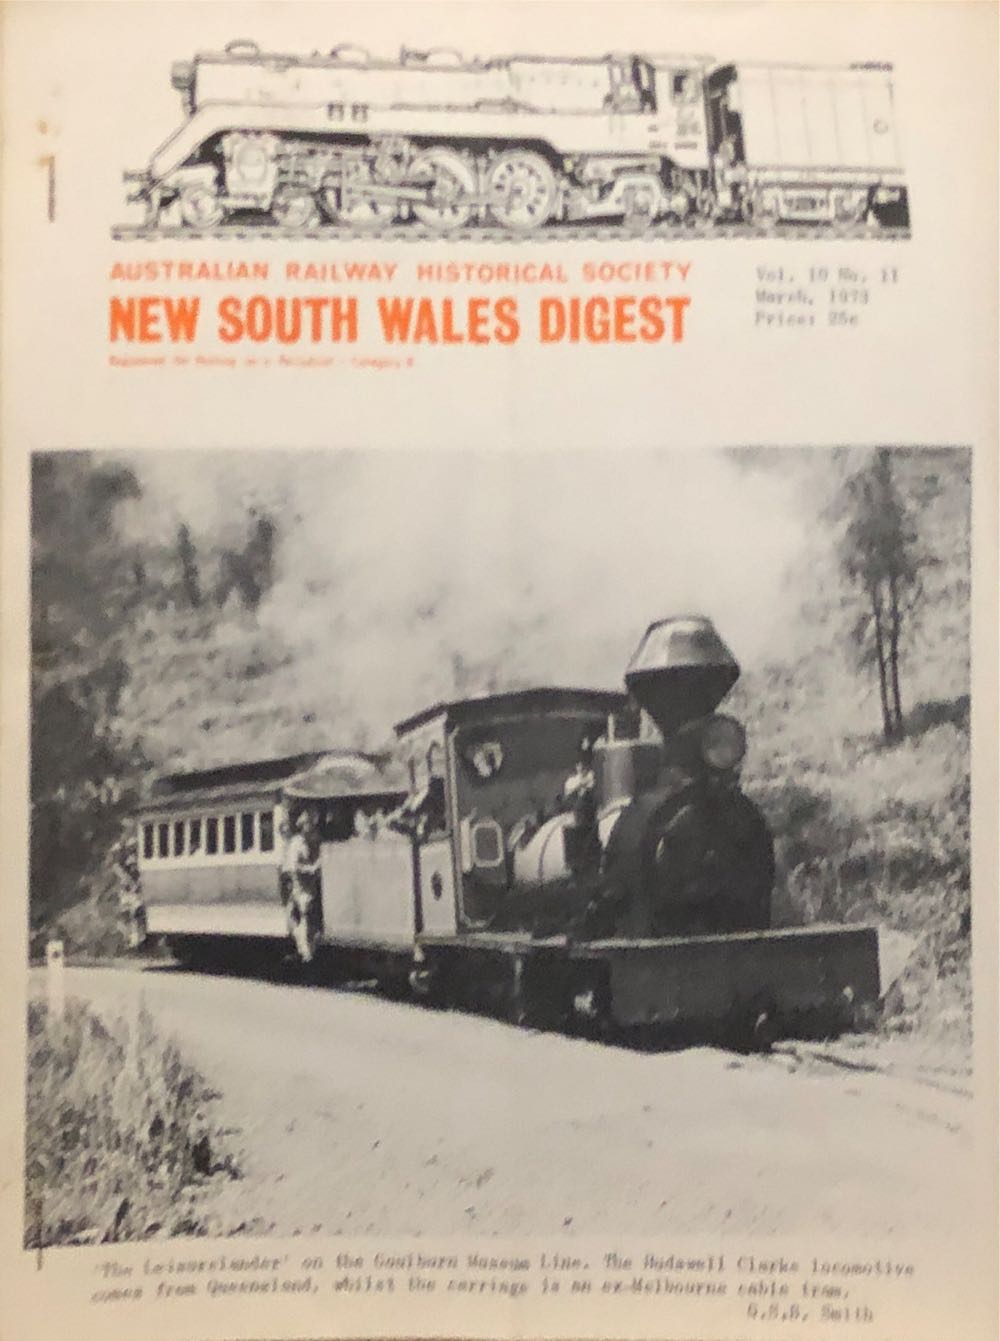 AUSTRALIAN RAILWAY HISTORICAL SOCIETY
NEW SOUTH WALES DIGEST
Vol. 10 No. 11
March, 1973
Price: 25c
'The Leisurelander' on the Goulburn Museum Line. The Hudswell Clarke locomotive
comes from Queensland, whilst the carriage is an ex-Melbourne cable tram.
Smith